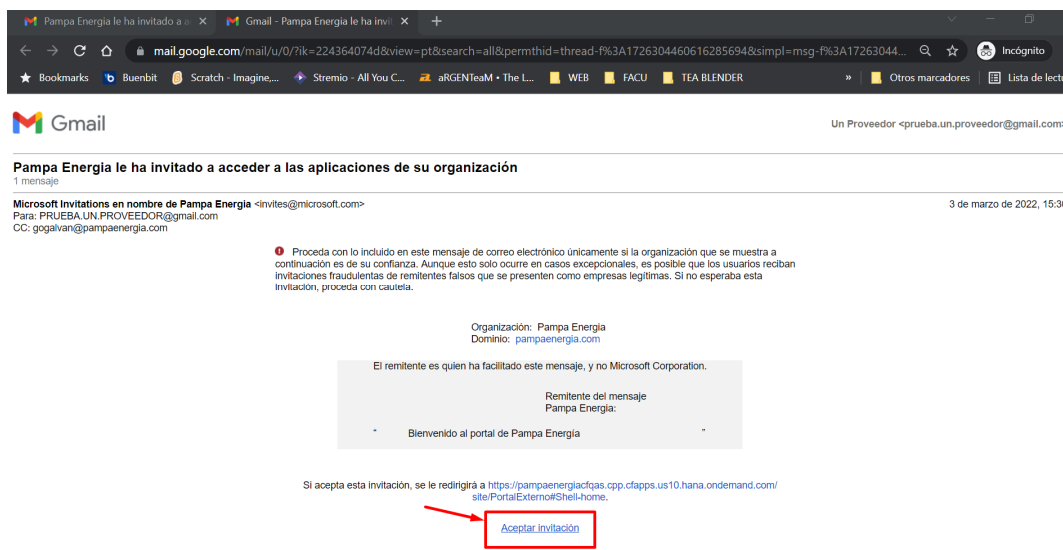 Pampa Energia le ha invitado a a
Gmail - Pampa Energia le ha invi
mail.google.com/mail/u/0/?ik=224364074d&view=pt&search=all&permthid=thread-f%3A1726304460616285694&simpl=msg-f%3A17263044...
Incógnito
Bookmarks Buenbit Scratch - Imagine,... Stremio - All You C... aRGENTeaM • The L... WEB FACU TEA BLENDER » Otros marcadores Lista de lectu
Gmail
Un Proveedor <prueba.un.proveedor@gmail.com>
Pampa Energia le ha invitado a acceder a las aplicaciones de su organización
1 mensaje
Microsoft Invitations en nombre de Pampa Energia <invites@microsoft.com> 3 de marzo de 2022, 15:30
Para: PRUEBA.UN.PROVEEDOR@gmail.com
CC: gogalvan@pampaenergia.com
Proceda con lo incluido en este mensaje de correo electrónico únicamente si la organización que se muestra a
continuación es de su confianza. Aunque esto solo ocurre en casos excepcionales, es posible que los usuarios reciban
invitaciones fraudulentas de remitentes falsos que se presenten como empresas legítimas. Si no esperaba esta
invitación, proceda con cautela.
Organización: Pampa Energia
Dominio: pampaenergia.com
El remitente es quien ha facilitado este mensaje, y no Microsoft Corporation.
Remitente del mensaje
Pampa Energia:
“ Bienvenido al portal de Pampa Energía ”
Si acepta esta invitación, se le redirigirá a https://pampaenergiacfqas.cpp.cfapps.us10.hana.ondemand.com/
site/PortalExterno#Shell-home.
Aceptar invitación